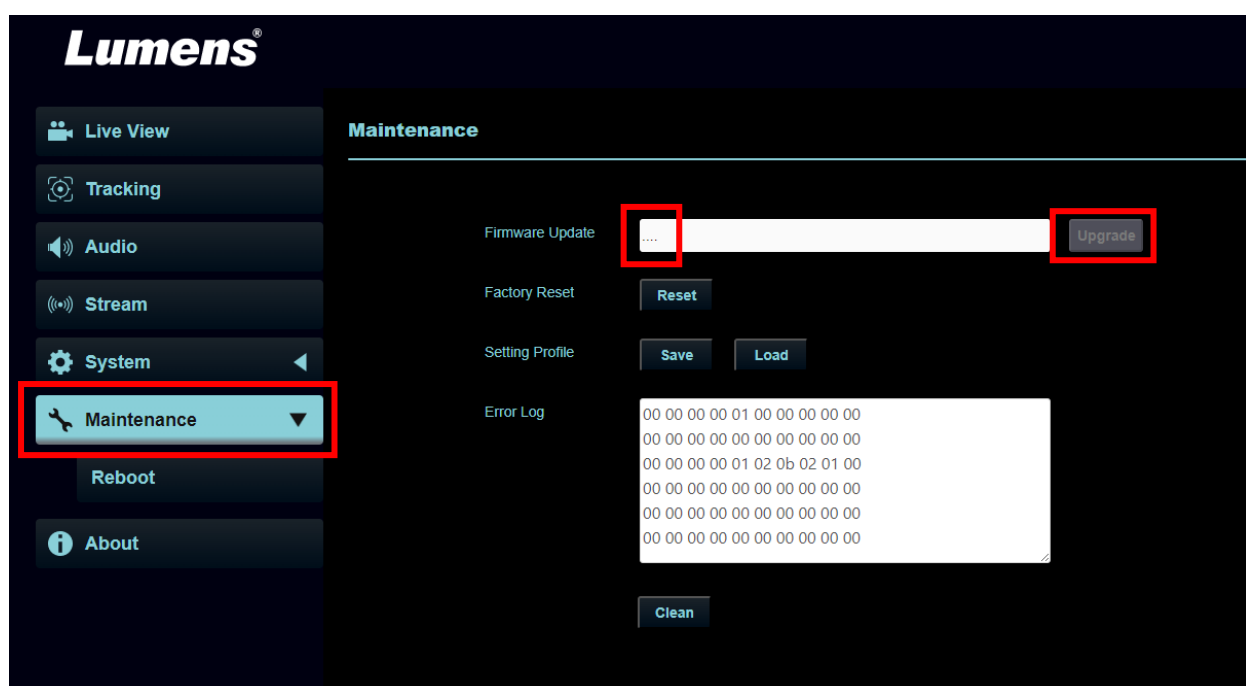 Lumens®
Live View
Tracking
Audio
Stream
System
Maintenance
Reboot
About
Maintenance
Firmware Update
....
Upgrade
Factory Reset
Reset
Setting Profile
Save
Load
Error Log
00 00 00 00 01 00 00 00 00 00
00 00 00 00 00 00 00 00 00 00
00 00 00 00 01 02 0b 02 01 00
00 00 00 00 00 00 00 00 00 00
00 00 00 00 00 00 00 00 00 00
00 00 00 00 00 00 00 00 00 00
Clean